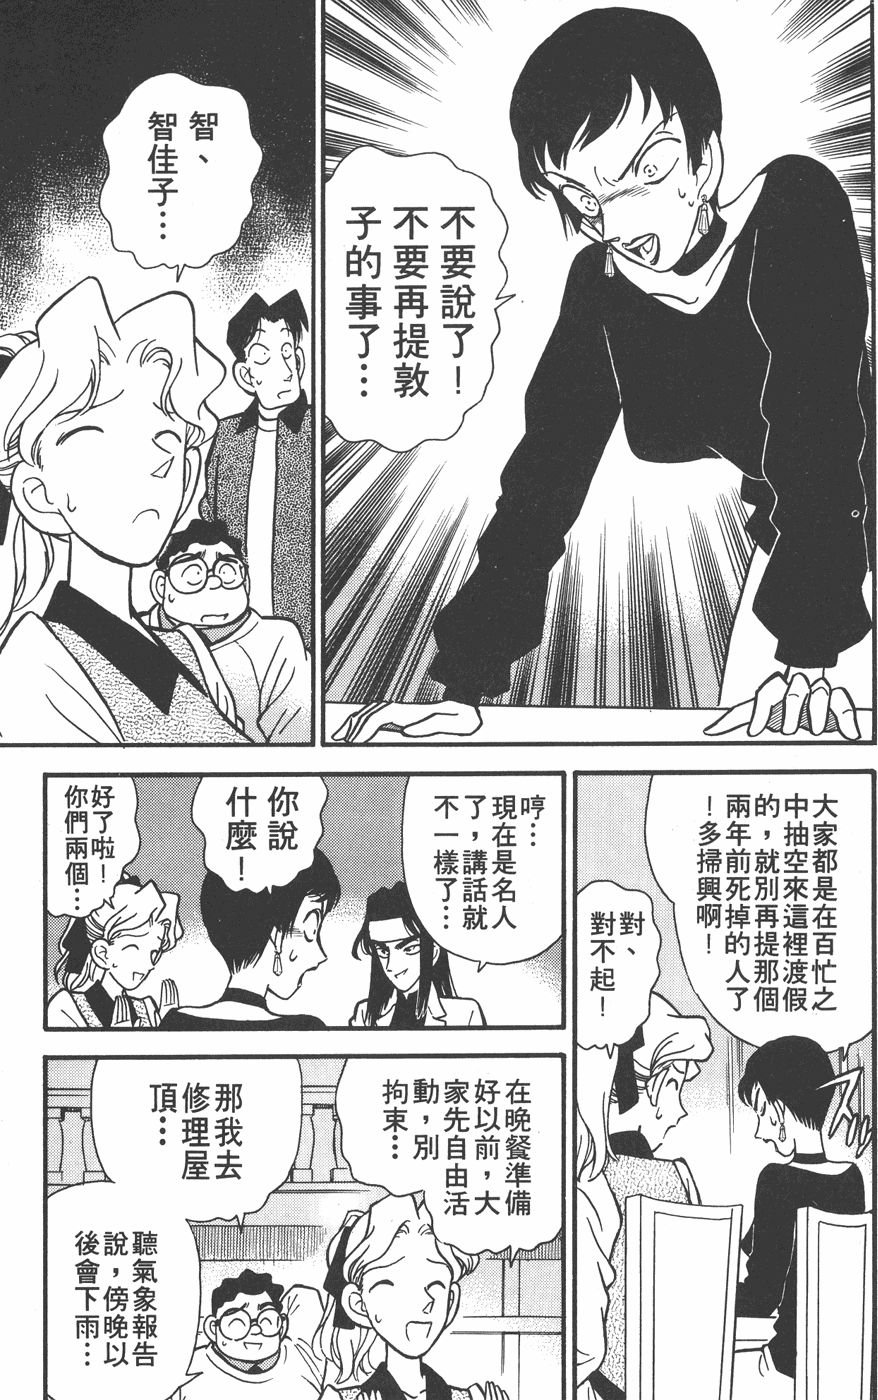 不要說了！
不要再提敦
子的事了…
智、
智佳子…
大家都是在百忙之
中抽空來這裡渡假
的，就別再提那個
兩年前死掉的人了
！多掃興啊！
對、
對不起！
哼…
現在是名人
了，講話就
不一樣了…
你說
什麼！
好了啦！
你們兩個…
在晚餐準備
好以前，大
家先自由活
動，別
拘束…
那我去
修理屋
頂…
聽氣象報告
說，傍晚以
後會下雨…